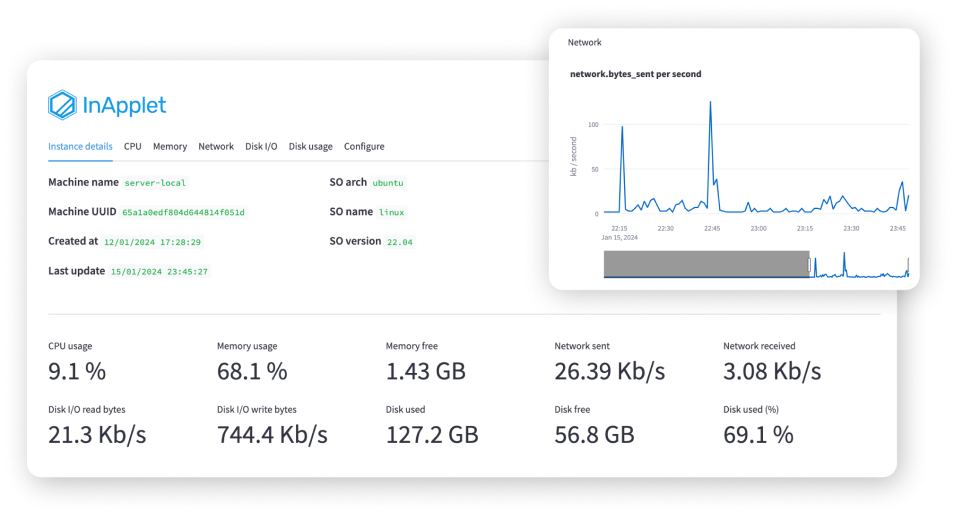 Network
network.bytes_sent per second
100
50
0
kb / second
22:15 22:30 22:45 23:00 23:15 23:30 23:45
Jan 15, 2024
InApplet
Instance details CPU Memory Network Disk I/O Disk usage Configure
Machine name server-local SO arch ubuntu
Machine UUID 65a1a0edf804d644814f051d SO name linux
Created at 12/01/2024 17:28:29 SO version 22.04
Last update 15/01/2024 23:45:27
CPU usage Memory usage Memory free Network sent Network received
9.1 % 68.1 % 1.43 GB 26.39 Kb/s 3.08 Kb/s
Disk I/O read bytes Disk I/O write bytes Disk used Disk free Disk used (%)
21.3 Kb/s 744.4 Kb/s 127.2 GB 56.8 GB 69.1 %